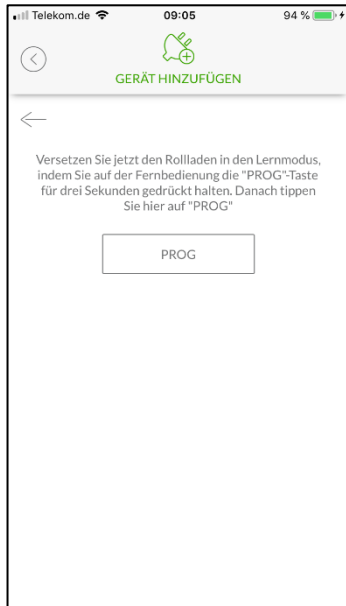 Telekom.de 09:05 94 %
GERÄT HINZUFÜGEN
Versetzen Sie jetzt den Rollladen in den Lernmodus,
indem Sie auf der Fernbedienung die "PROG"-Taste
für drei Sekunden gedrückt halten. Danach tippen
Sie hier auf "PROG"
PROG